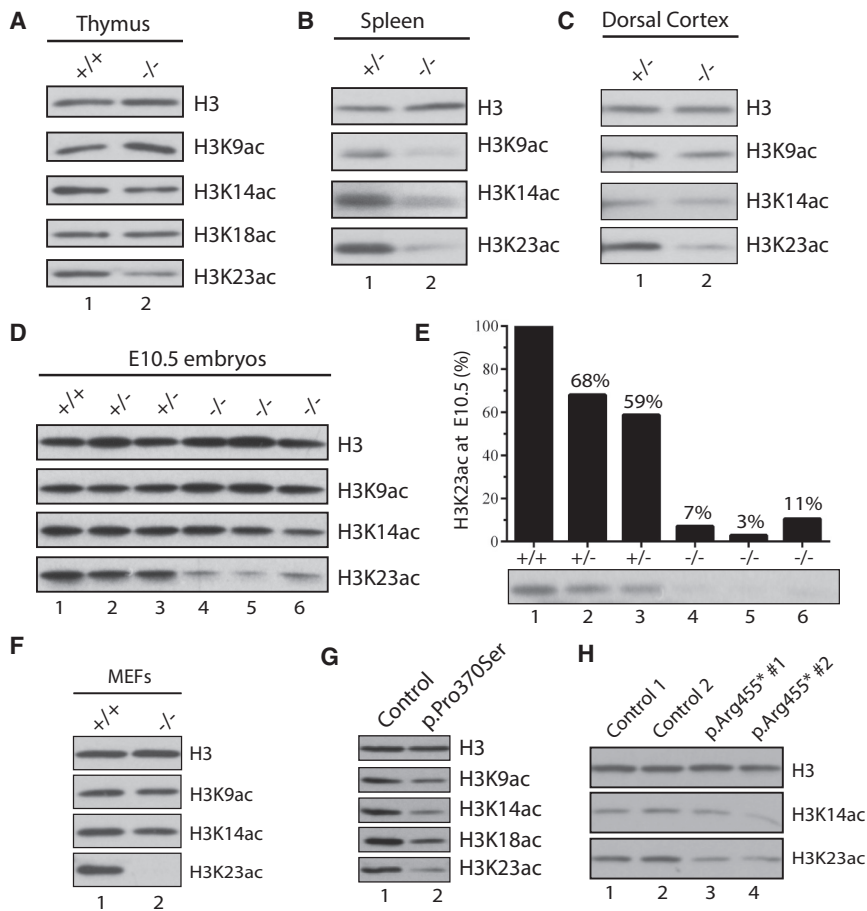 A
Thymus
+/+ -/-
H3
H3K9ac
H3K14ac
H3K18ac
H3K23ac
1 2
B
Spleen
+/- -/-
H3
H3K9ac
H3K14ac
H3K23ac
1 2
C
Dorsal Cortex
+/- -/-
H3
H3K9ac
H3K14ac
H3K23ac
1 2
D
E10.5 embryos
+/+ +/- +/- -/- -/- -/-
H3
H3K9ac
H3K14ac
H3K23ac
1 2 3 4 5 6
E
H3K23ac at E10.5 (%)
100
80
60
40
20
0
68%
59%
7%
3%
11%
+/+ +/- +/- -/- -/- -/-
1 2 3 4 5 6
F
MEFs
+/+ -/-
H3
H3K9ac
H3K14ac
H3K23ac
1 2
G
Control p.Pro370Ser
H3
H3K9ac
H3K14ac
H3K18ac
H3K23ac
1 2
H
Control 1 Control 2 p.Arg455* #1 p.Arg455* #2
H3
H3K14ac
H3K23ac
1 2 3 4